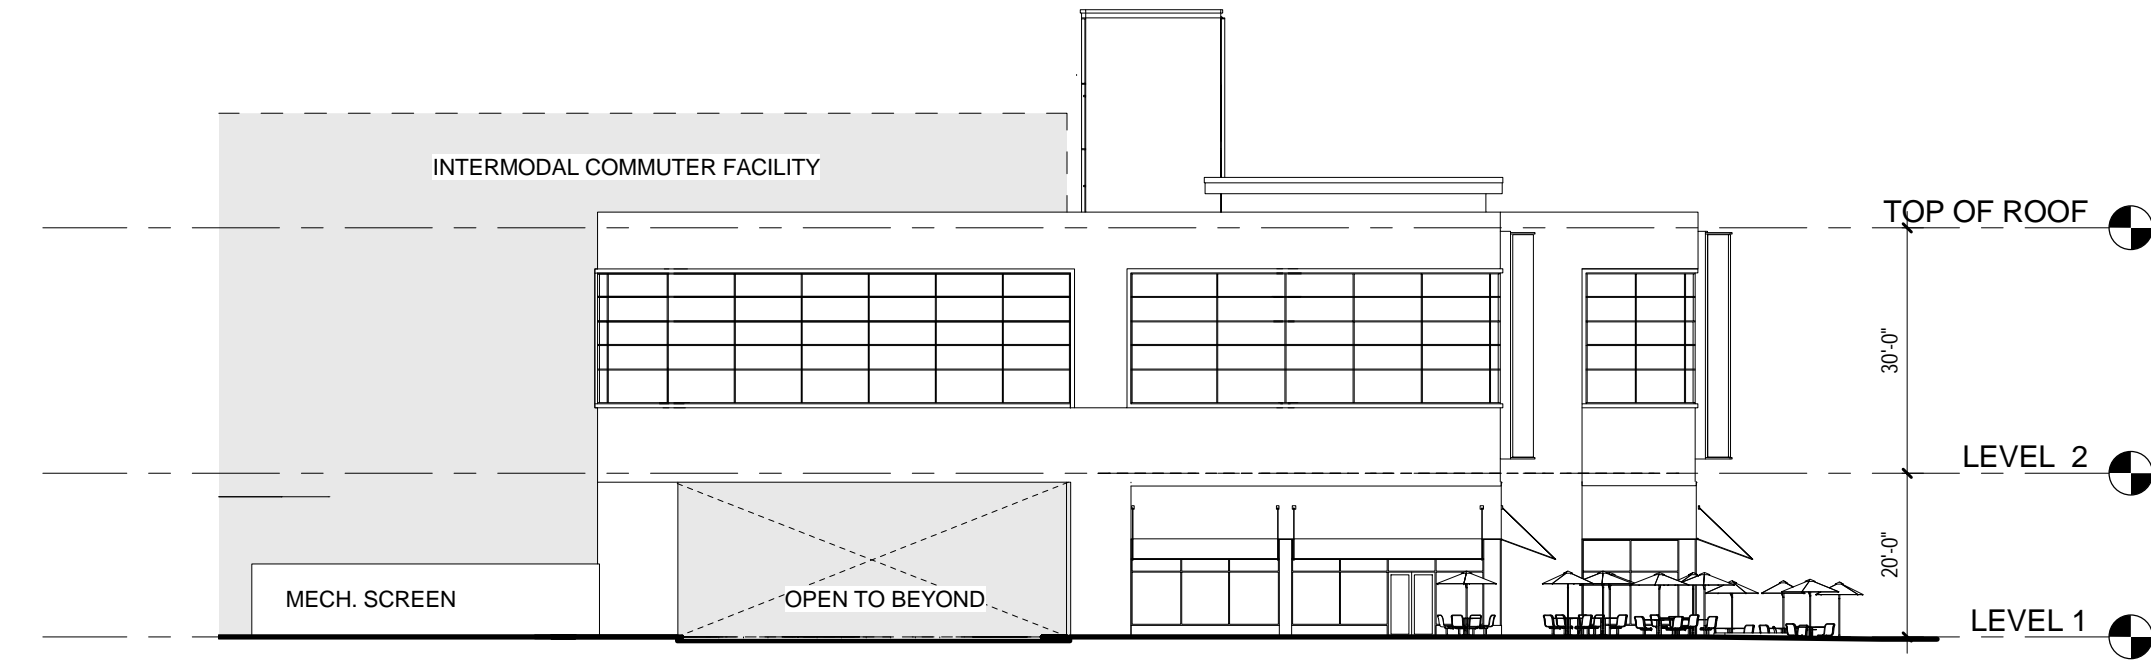 INTERMODAL COMMUTER FACILITY
TOP OF ROOF
30'-0"
LEVEL 2
20'-0"
MECH. SCREEN
OPEN TO BEYOND
LEVEL 1